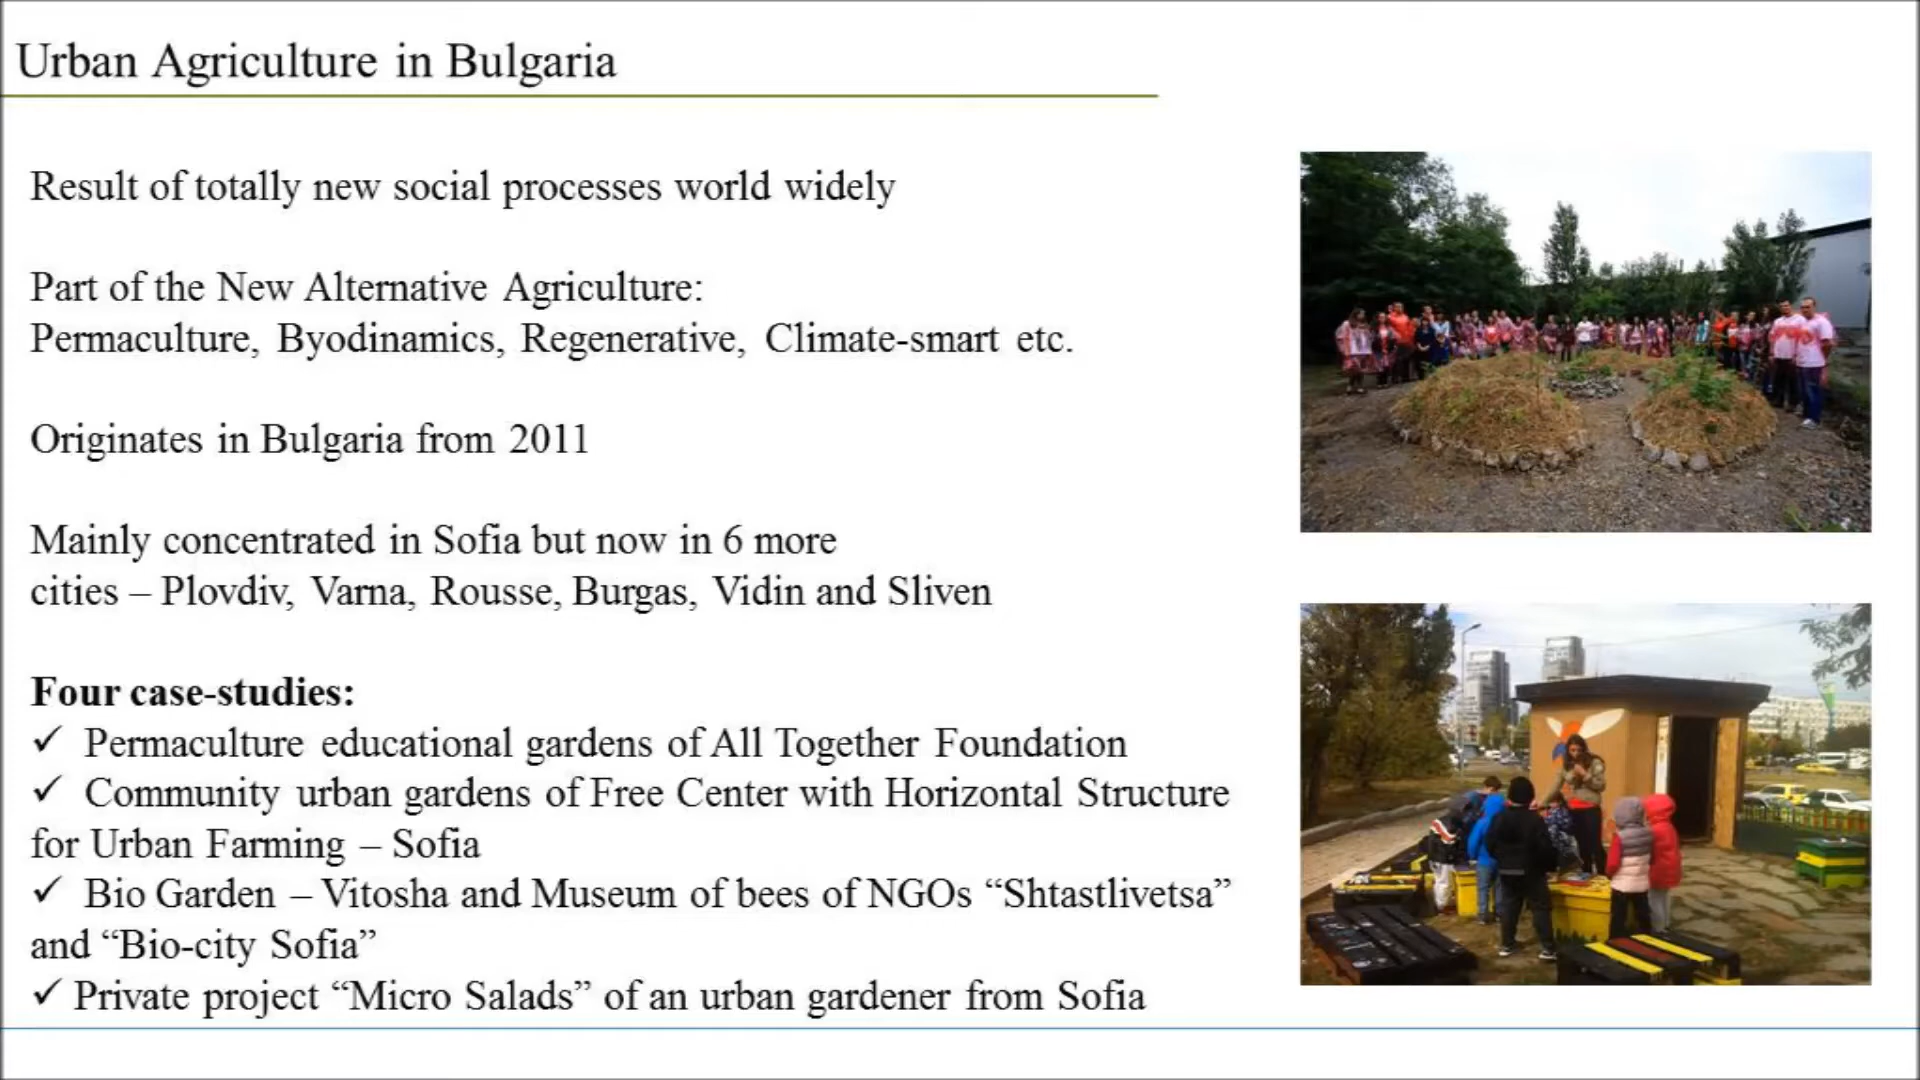 Urban Agriculture in Bulgaria
Result of totally new social processes world widely
Part of the New Alternative Agriculture:
Permaculture, Byodinamics, Regenerative, Climate-smart etc.
Originates in Bulgaria from 2011
Mainly concentrated in Sofia but now in 6 more
cities – Plovdiv, Varna, Rousse, Burgas, Vidin and Sliven
Four case-studies:
✓ Permaculture educational gardens of All Together Foundation
✓ Community urban gardens of Free Center with Horizontal Structure
for Urban Farming – Sofia
✓ Bio Garden – Vitosha and Museum of bees of NGOs “Shtastlivetsa”
and “Bio-city Sofia”
✓ Private project “Micro Salads” of an urban gardener from Sofia